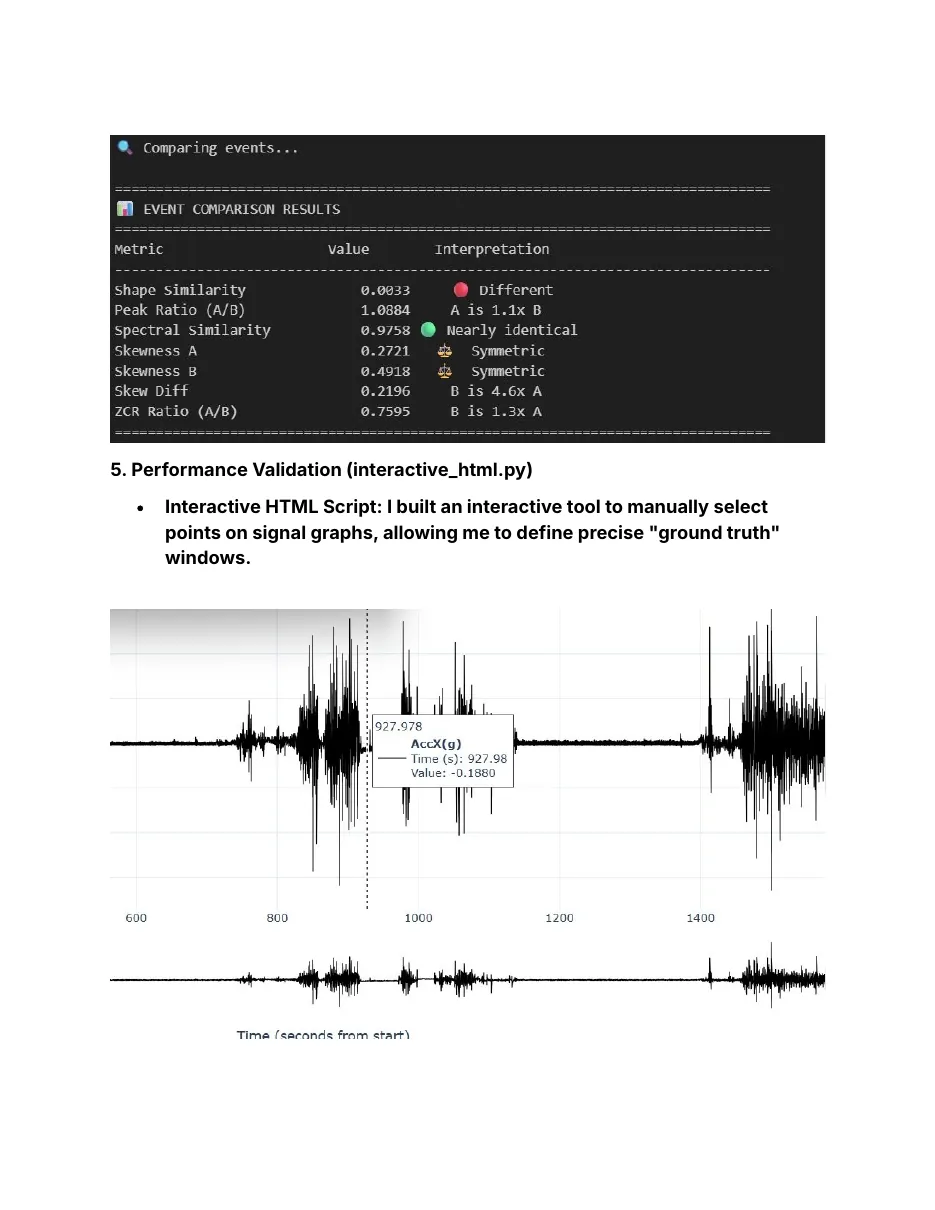 🔍 Comparing events...
================================================================================
📊 EVENT COMPARISON RESULTS
================================================================================
Metric Value Interpretation
--------------------------------------------------------------------------------
Shape Similarity 0.0033 🔴 Different
Peak Ratio (A/B) 1.0884 A is 1.1x B
Spectral Similarity 0.9758 🟢 Nearly identical
Skewness A 0.2721 ⚖️ Symmetric
Skewness B 0.4918 ⚖️ Symmetric
Skew Diff 0.2196 B is 4.6x A
ZCR Ratio (A/B) 0.7595 B is 1.3x A
================================================================================
5. Performance Validation (interactive_html.py)
• Interactive HTML Script: I built an interactive tool to manually select
points on signal graphs, allowing me to define precise "ground truth"
windows.
927.978
AccX(g)
Time (s): 927.98
Value: -0.1880
600 800 1000 1200 1400
Time (seconds from start)